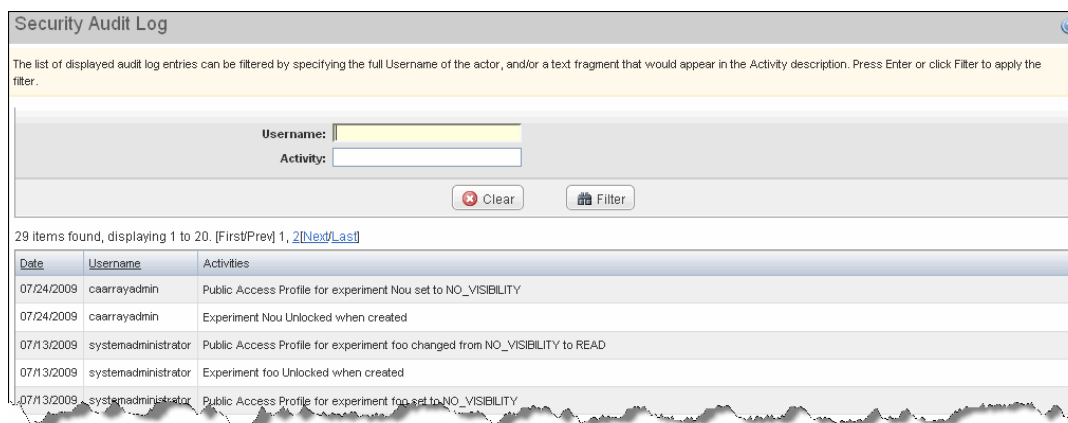 Security Audit Log
The list of displayed audit log entries can be filtered by specifying the full Username of the actor, and/or a text fragment that would appear in the Activity description. Press Enter or click Filter to apply the
filter.
Username:
Activity:
Clear Filter
29 items found, displaying 1 to 20. [First/Prev] 1, 2[Next/Last]
Date Username Activities
07/24/2009 caarrayadmin Public Access Profile for experiment Nou set to NO_VISIBILITY
07/24/2009 caarrayadmin Experiment Nou Unlocked when created
07/13/2009 systemadministrator Public Access Profile for experiment foo changed from NO_VISIBILITY to READ
07/13/2009 systemadministrator Experiment foo Unlocked when created
07/13/2009 systemadministrator Public Access Profile for experiment foo set to NO_VISIBILITY